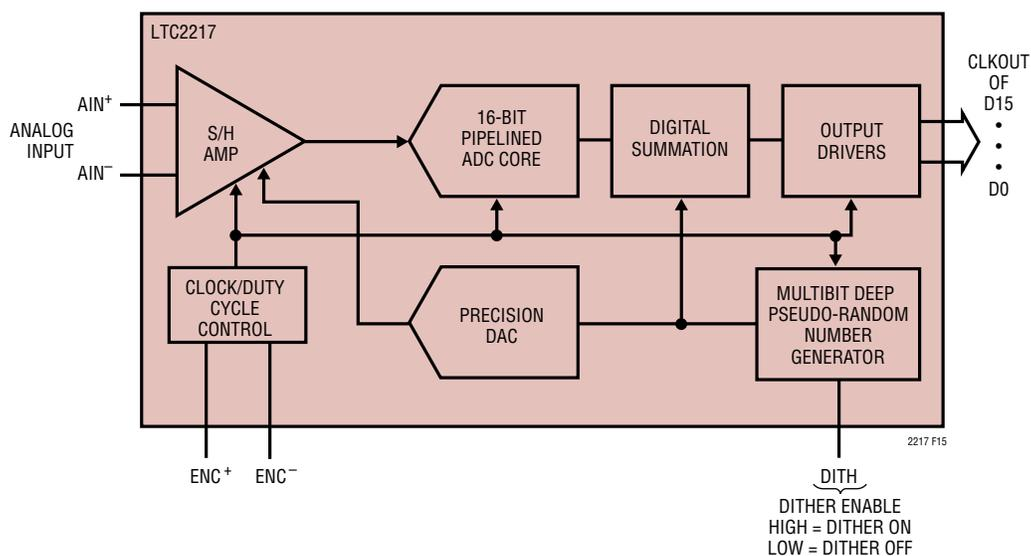 LTC2217
AIN+
ANALOG
INPUT
AIN−
S/H
AMP
16-BIT
PIPELINED
ADC CORE
DIGITAL
SUMMATION
OUTPUT
DRIVERS
CLKOUT
OF
D15
•
•
•
D0
CLOCK/DUTY
CYCLE
CONTROL
PRECISION
DAC
MULTIBIT DEEP
PSEUDO-RANDOM
NUMBER
GENERATOR
2217 F15
ENC+ ENC−
DITH
DITHER ENABLE
HIGH = DITHER ON
LOW = DITHER OFF